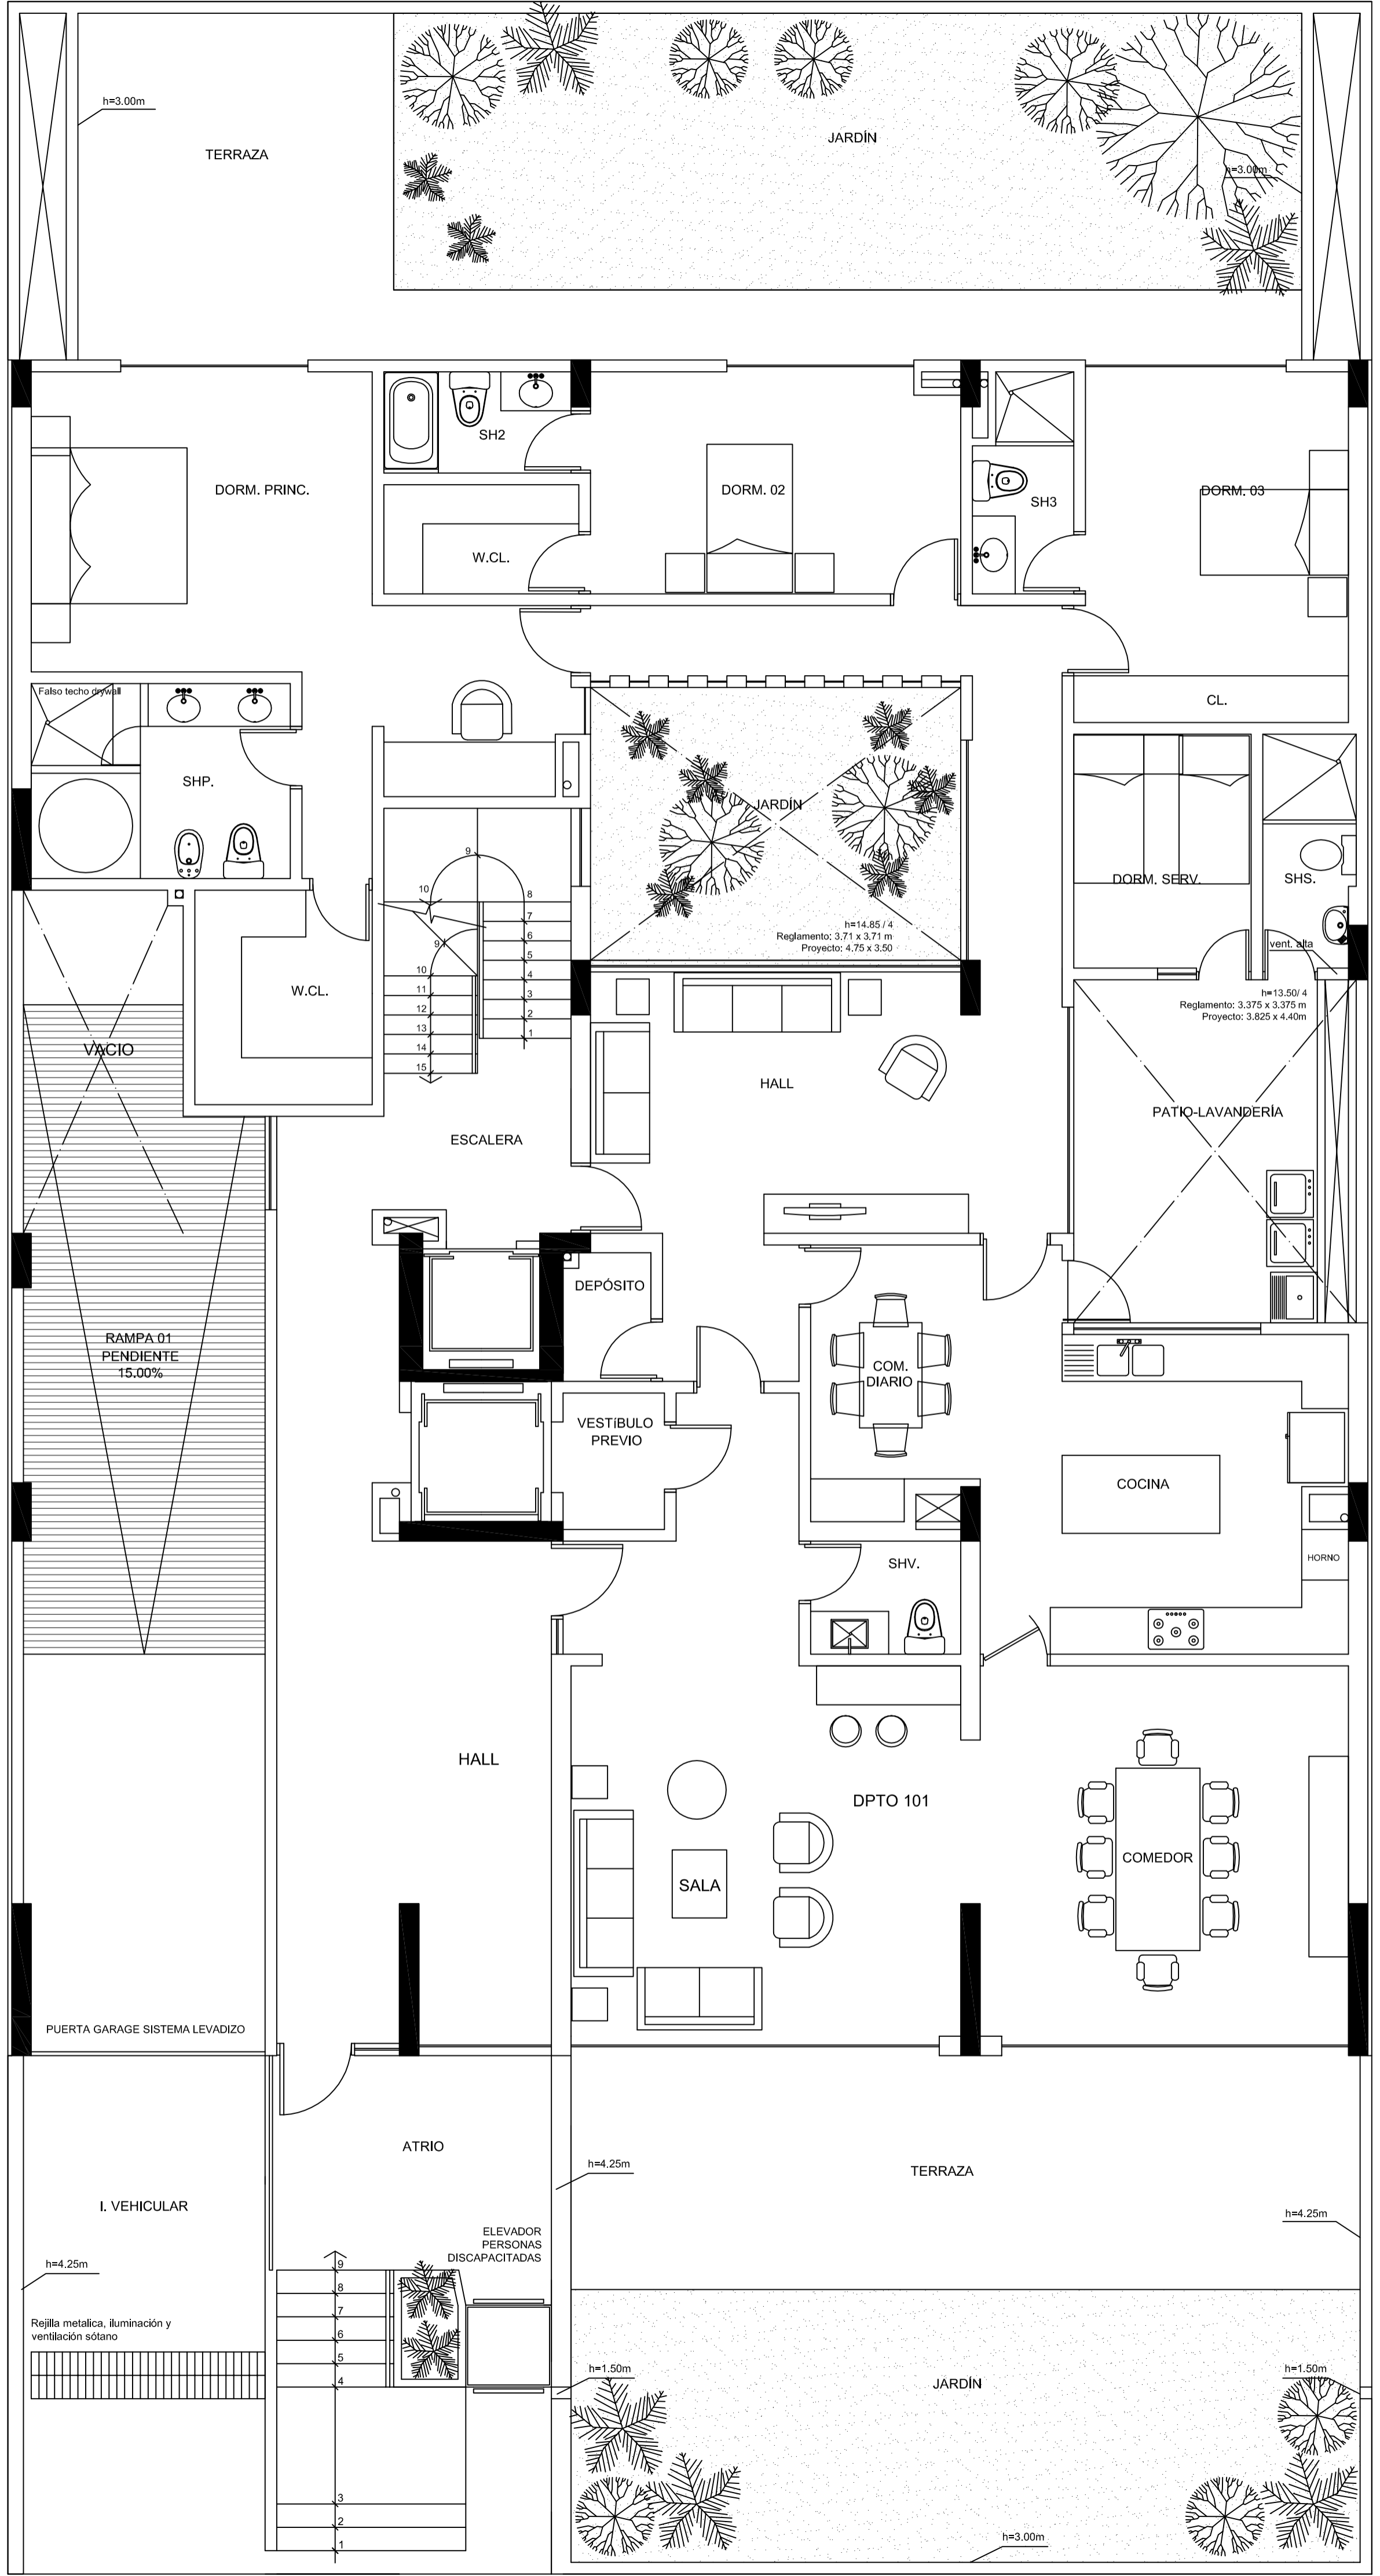 h=3.00m
TERRAZA
JARDÍN
h=3.00m
SH2
DORM. PRINC.
DORM. 02
SH3
DORM. 03
W.CL.
Falso techo drywall
CL.
SHP.
JARDÍN
9
10
8
7
6
5
4
3
2
1
9
10
11
12
13
14
15
DORM. SERV.
SHS.
h=14.85 / 4
Reglamento: 3.71 x 3.71 m
Proyecto: 4.75 x 3.50
vent. alta
W.CL.
h=13.50/ 4
Reglamento: 3.375 x 3.375 m
Proyecto: 3.825 x 4.40m
VACIO
HALL
PATIO-LAVANDERÍA
ESCALERA
DEPÓSITO
RAMPA 01
PENDIENTE
15.00%
COM.
DIARIO
VESTíBULO
PREVIO
COCINA
SHV.
HORNO
HALL
DPTO 101
COMEDOR
SALA
PUERTA GARAGE SISTEMA LEVADIZO
ATRIO
h=4.25m
TERRAZA
I. VEHICULAR
h=4.25m
ELEVADOR
PERSONAS
DISCAPACITADAS
h=4.25m
9
8
7
6
5
4
3
2
1
Rejilla metalica, iluminación y
ventilación sótano
h=1.50m
h=1.50m
JARDÍN
h=3.00m